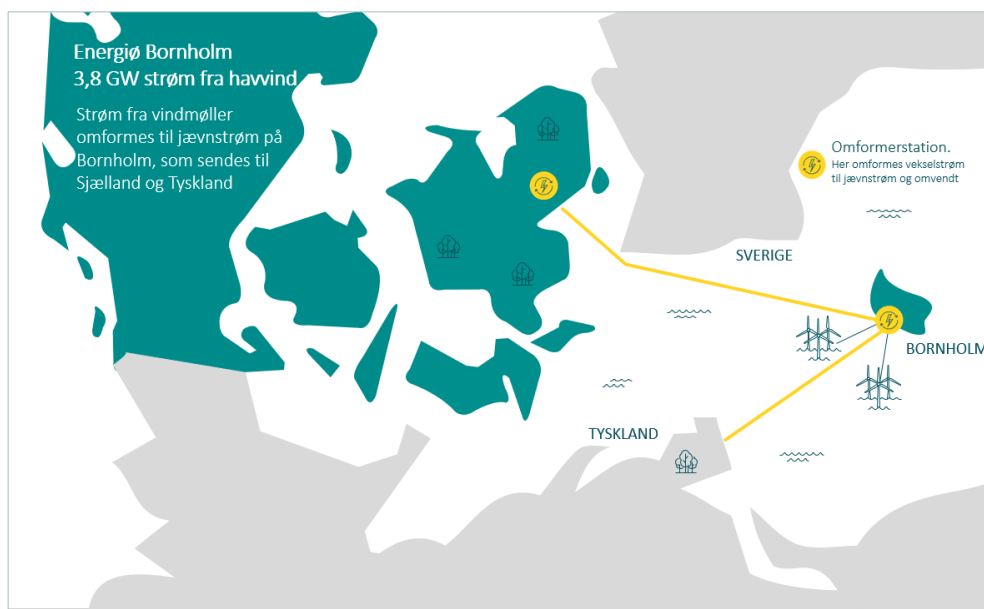 Energiø Bornholm
3,8 GW strøm fra havvind
Strøm fra vindmøller
omformes til jævnstrøm på
Bornholm, som sendes til
Sjælland og Tyskland
Omformerstation.
Her omformes vekselstrøm
til jævnstrøm og omvendt
SVERIGE
BORNHOLM
TYSKLAND